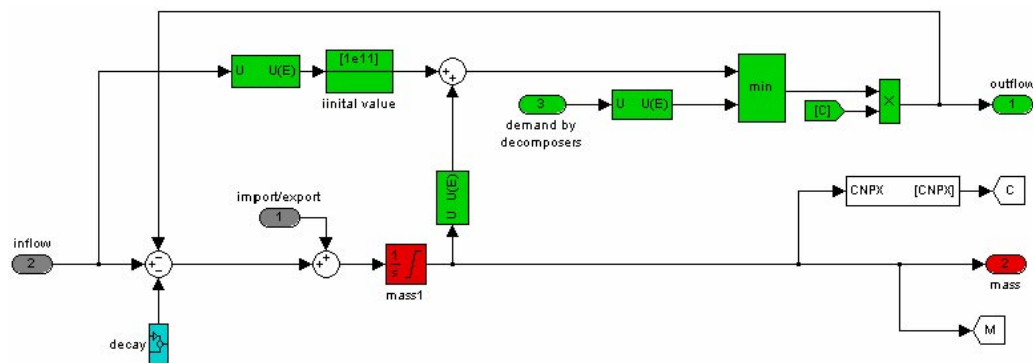 [1e11]
U U(E)
iinital value
+
+
min
outflow
1
3
U U(E)
demand by
decomposers
[C]
×
U U(E)
import/export
1
CNPX [CNPX]
C
inflow
2
+
−
−
+
+
1
s
mass1
2
mass
decay
M